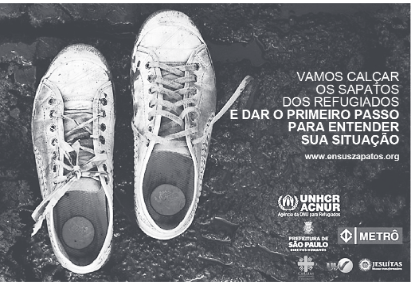 VAMOS CALÇAR
OS SAPATOS
DOS REFUGIADOS
E DAR O PRIMEIRO PASSO
PARA ENTENDER
SUA SITUAÇÃO
www.ensuszapatos.org
UNHCR
ACNUR
Agência da ONU para Refugiados
PREFEITURA DE
SÃO PAULO
METRÔ
JESUÍTAS